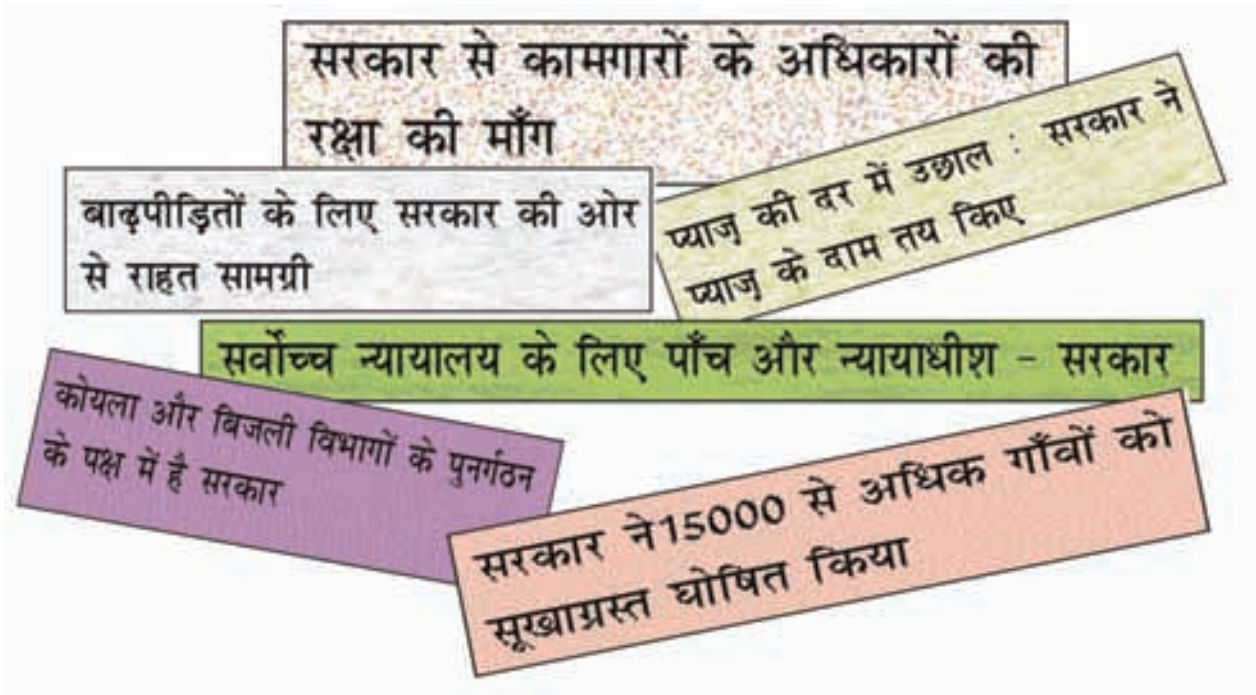 सरकार से कामगारों के अधिकारों की
रक्षा की माँग
प्याज़ की दर में उछाल : सरकार ने
प्याज़ के दाम तय किए
बाढ़पीड़ितों के लिए सरकार की ओर
से राहत सामग्री
सर्वोच्च न्यायालय के लिए पाँच और न्यायाधीश - सरकार
कोयला और बिजली विभागों के पुनर्गठन
के पक्ष में है सरकार
सरकार ने 15000 से अधिक गाँवों को
सूखाग्रस्त घोषित किया